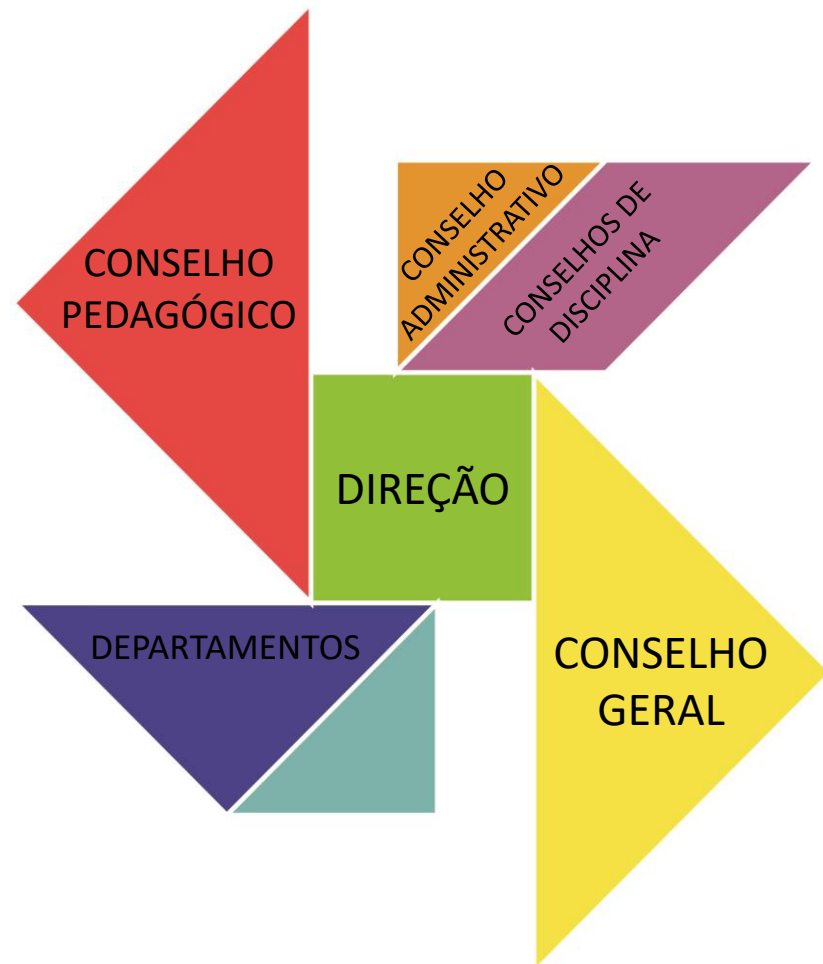 CONSELHO
PEDAGÓGICO
CONSELHO
ADMINISTRATIVO
CONSELHOS DE
DISCIPLINA
DIREÇÃO
DEPARTAMENTOS
CONSELHO
GERAL